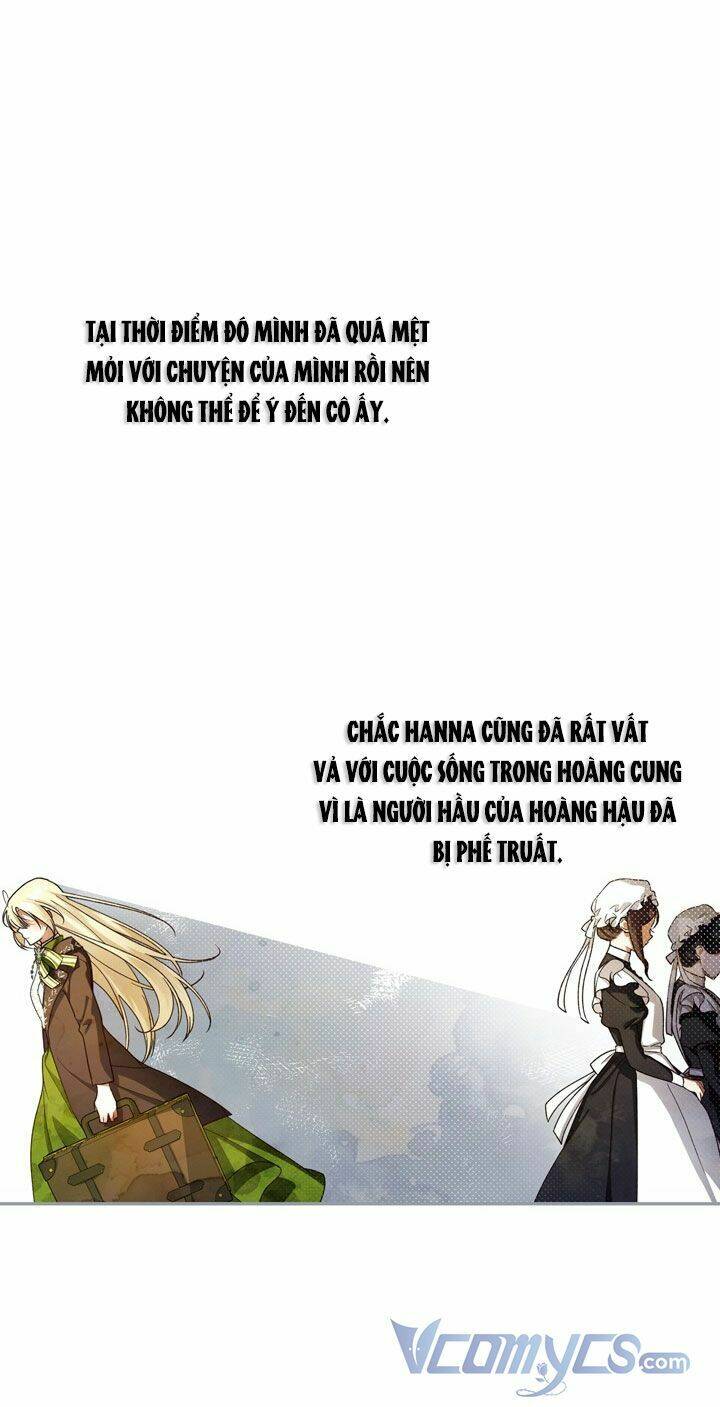 TẠI THỜI ĐIỂM ĐÓ MÌNH ĐÃ QUÁ MỆT
MỎI VỚI CHUYỆN CỦA MÌNH RỒI NÊN
KHÔNG THỂ ĐỂ Ý ĐẾN CÔ ẤY.
CHẮC HANNA CŨNG ĐÃ RẤT VẤT
VẢ VỚI CUỘC SỐNG TRONG HOÀNG CUNG
VÌ LÀ NGƯỜI HẦU CỦA HOÀNG HẬU ĐÃ
BỊ PHẾ TRUẤT.
VCOMYCS.com